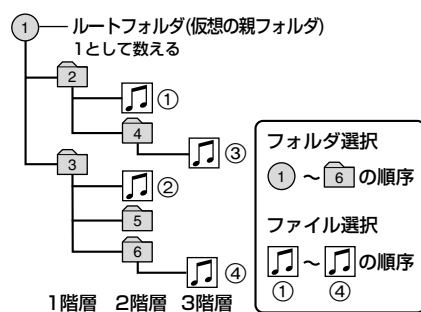 1 ルートフォルダ(仮想の親フォルダ)
1として数える
2
①
4
③
3
②
5
6
④
1階層 2階層 3階層
フォルダ選択
1 ～ 6 の順序
ファイル選択
～ の順序
① ④